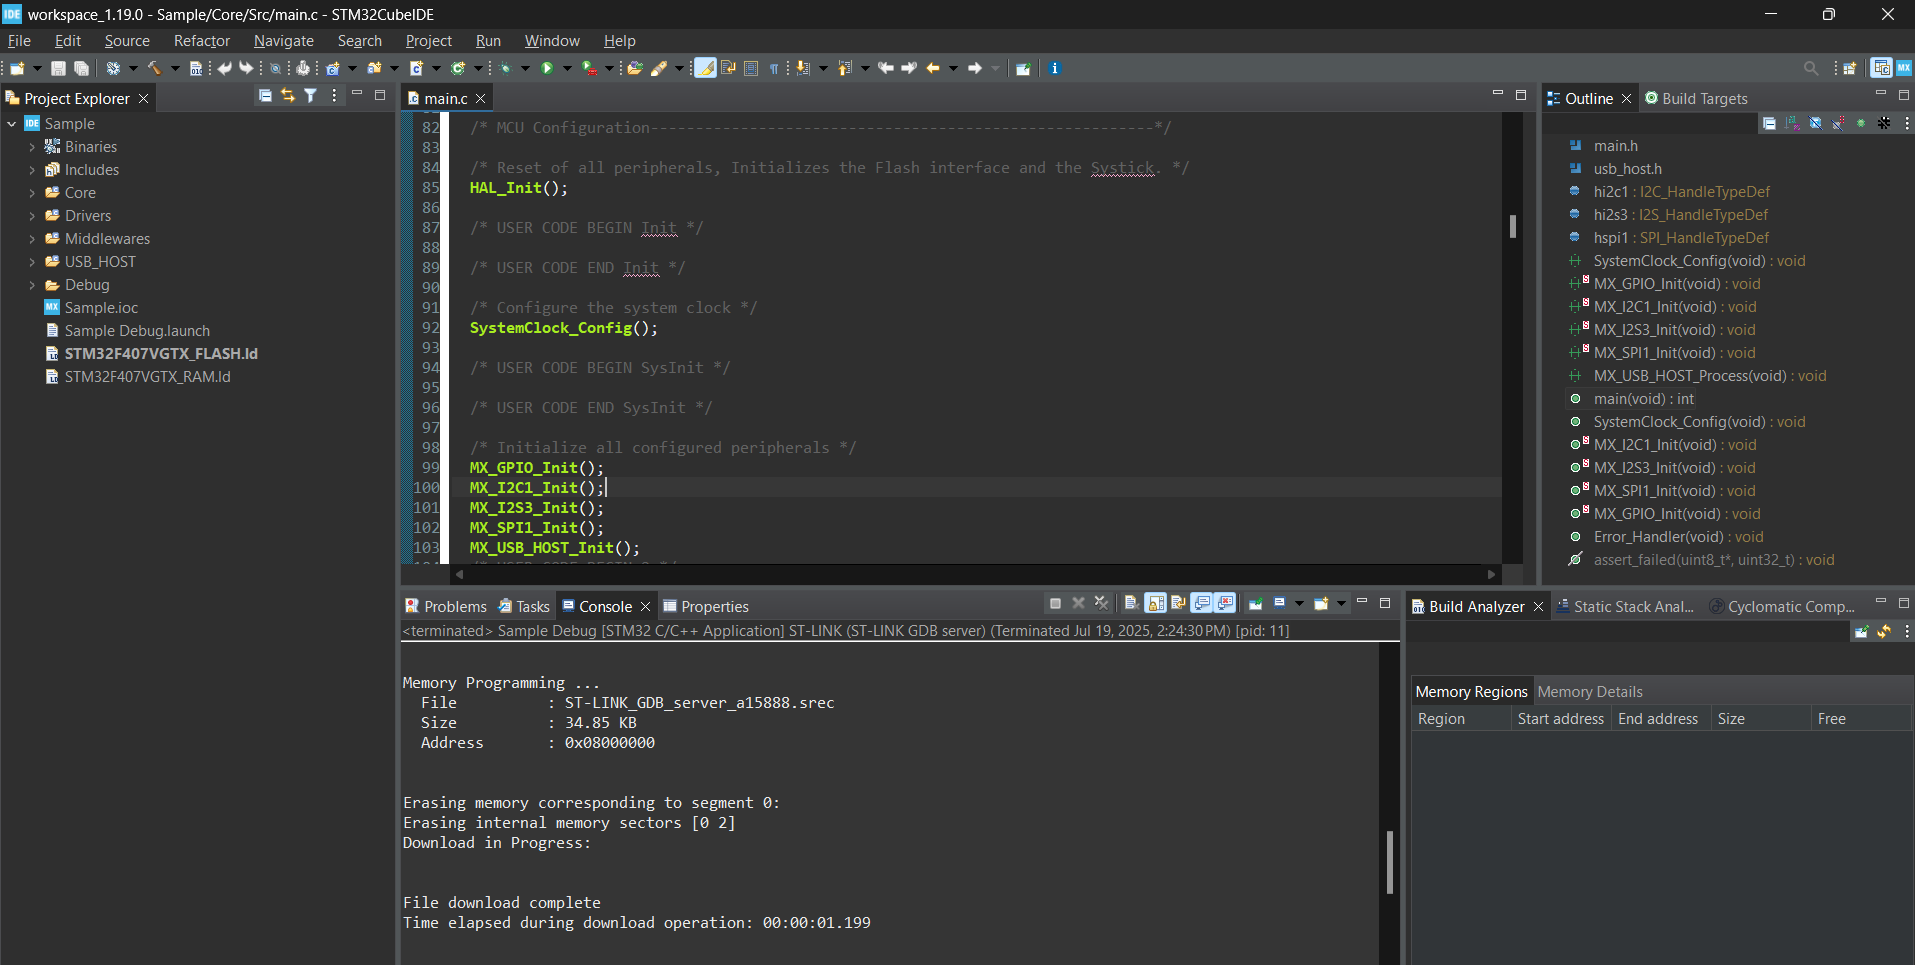 workspace_1.19.0 - Sample/Core/Src/main.c - STM32CubeIDE
File Edit Source Refactor Navigate Search Project Run Window Help
Project Explorer
Sample
Binaries
Includes
Core
Drivers
Middlewares
USB_HOST
Debug
Sample.ioc
Sample Debug.launch
STM32F407VGTX_FLASH.ld
STM32F407VGTX_RAM.ld
main.c
82 /* MCU Configuration--------------------------------------------------------*/
83
84 /* Reset of all peripherals, Initializes the Flash interface and the Systick. */
85 HAL_Init();
86
87 /* USER CODE BEGIN Init */
88
89 /* USER CODE END Init */
90
91 /* Configure the system clock */
92 SystemClock_Config();
93
94 /* USER CODE BEGIN SysInit */
95
96 /* USER CODE END SysInit */
97
98 /* Initialize all configured peripherals */
99 MX_GPIO_Init();
100 MX_I2C1_Init();
101 MX_I2S3_Init();
102 MX_SPI1_Init();
103 MX_USB_HOST_Init();
Outline Build Targets
main.h
usb_host.h
hi2c1 : I2C_HandleTypeDef
hi2s3 : I2S_HandleTypeDef
hspi1 : SPI_HandleTypeDef
SystemClock_Config(void) : void
MX_GPIO_Init(void) : void
MX_I2C1_Init(void) : void
MX_I2S3_Init(void) : void
MX_SPI1_Init(void) : void
MX_USB_HOST_Process(void) : void
main(void) : int
SystemClock_Config(void) : void
MX_I2C1_Init(void) : void
MX_I2S3_Init(void) : void
MX_SPI1_Init(void) : void
MX_GPIO_Init(void) : void
Error_Handler(void) : void
assert_failed(uint8_t*, uint32_t) : void
Problems Tasks Console Properties
<terminated> Sample Debug [STM32 C/C++ Application] ST-LINK (ST-LINK GDB server) (Terminated Jul 19, 2025, 2:24:30 PM) [pid: 11]
Memory Programming ...
File : ST-LINK_GDB_server_a15888.srec
Size : 34.85 KB
Address : 0x08000000
Erasing memory corresponding to segment 0:
Erasing internal memory sectors [0 2]
Download in Progress:
File download complete
Time elapsed during download operation: 00:00:01.199
Build Analyzer Static Stack Anal... Cyclomatic Comp...
Memory Regions Memory Details
Region Start address End address Size Free